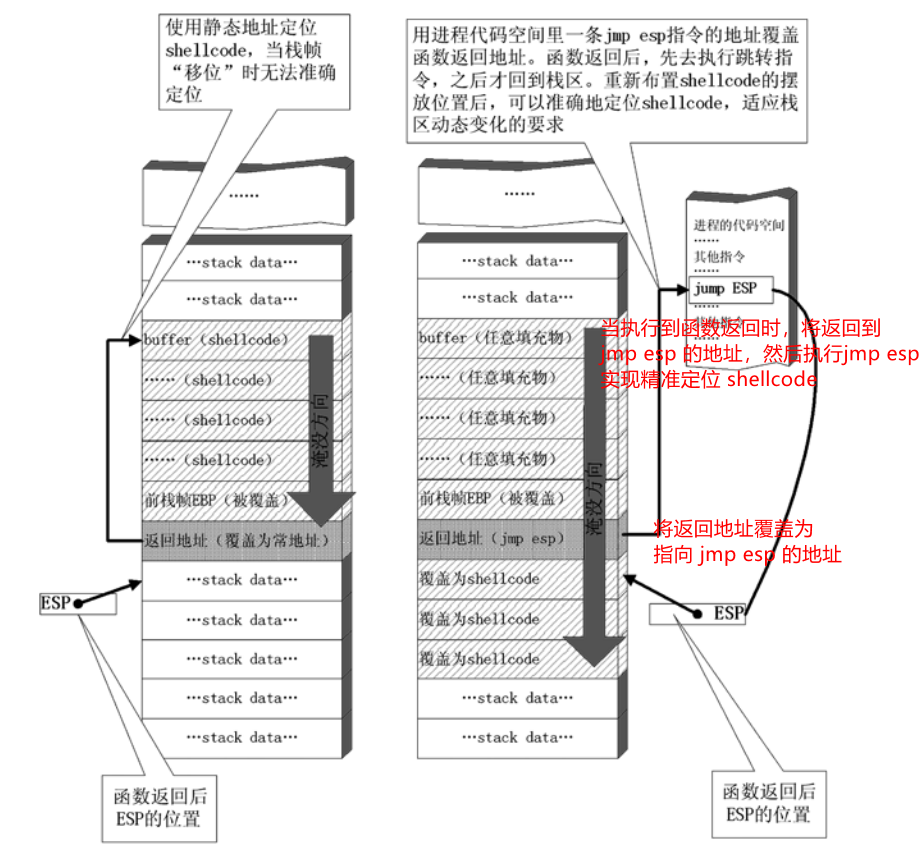 使用静态地址定位
shellcode，当栈帧
“移位”时无法准确
定位
用进程代码空间里一条jmp esp指令的地址覆盖
函数返回地址。函数返回后，先去执行跳转指
令，之后才回到栈区。重新布置shellcode的摆
放位置后，可以准确地定位shellcode，适应栈
区动态变化的要求
……
…stack data…
…stack data…
buffer（shellcode）
……（shellcode）
……（shellcode）
……（shellcode）
前栈帧EBP（被覆盖）
返回地址（覆盖为常地址）
…stack data…
…stack data…
…stack data…
…stack data…
…stack data…
淹没方向
ESP
函数返回后
ESP的位置
……
…stack data…
…stack data…
buffer（任意填充物）
……（任意填充物）
……（任意填充物）
……（任意填充物）
前栈帧EBP（被覆盖）
返回地址（jmp esp）
覆盖为shellcode
覆盖为shellcode
覆盖为shellcode
…stack data…
…stack data…
淹没方向
进程的代码空间
……
其他指令
……
jump ESP
……
其他指令
……
当执行到函数返回时，将返回到
jmp esp 的地址，然后执行jmp esp
实现精准定位 shellcode
将返回地址覆盖为
指向 jmp esp 的地址
ESP
函数返回后
ESP的位置